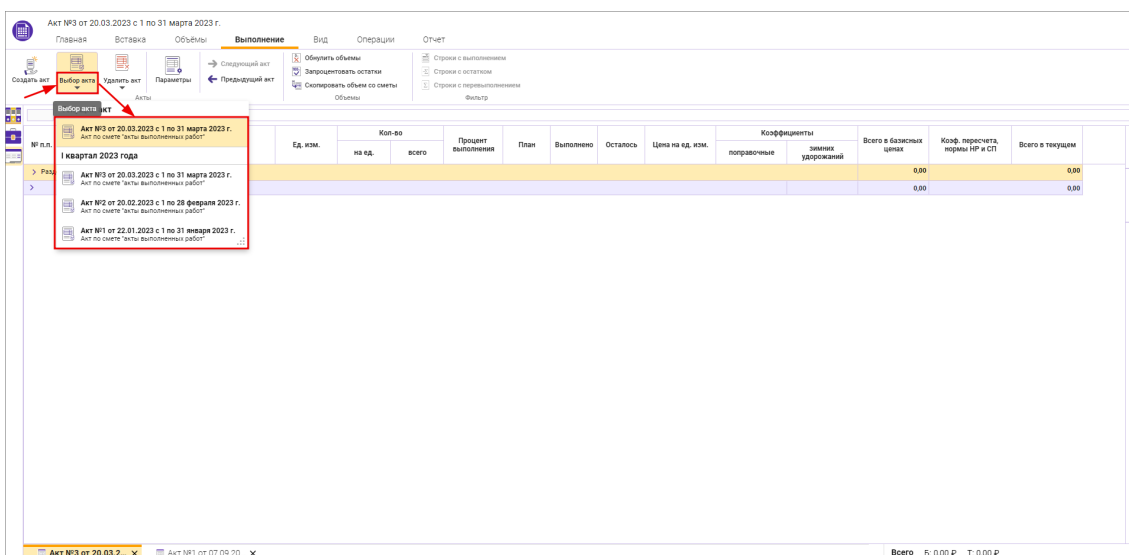 Акт №3 от 20.03.2023 с 1 по 31 марта 2023 г.
Главная Вставка Объёмы Выполнение Вид Операции Отчет
Создать акт
Выбор акта
Удалить акт
Параметры
Следующий акт
Предыдущий акт
Акты
Обнулить объемы
Запроцентовать остатки
Скопировать объем со сметы
Объемы
Строки с выполнением
Строки с остатком
Строки с перевыполнением
Фильтр
Выбор акта
акт
Акт №3 от 20.03.2023 с 1 по 31 марта 2023 г.
Акт по смете "акты выполненных работ"
I квартал 2023 года
Акт №3 от 20.03.2023 с 1 по 31 марта 2023 г.
Акт по смете "акты выполненных работ"
Акт №2 от 20.02.2023 с 1 по 28 февраля 2023 г.
Акт по смете "акты выполненных работ"
Акт №1 от 22.01.2023 с 1 по 31 января 2023 г.
Акт по смете "акты выполненных работ"
№ п.п.
Ед. изм.
Кол-во
на ед.
всего
Процент выполнения
План
Выполнено
Осталось
Цена на ед. изм.
Коэффициенты
поправочные
зимних удорожаний
Всего в базисных ценах
Коэф. пересчета, нормы НР и СП
Всего в текущем
Разд
0,00 0,00
0,00 0,00
Акт №3 от 20.03.2... Акт №1 от 07.09.20...
Всего Б: 0,00 ₽ Т: 0,00 ₽